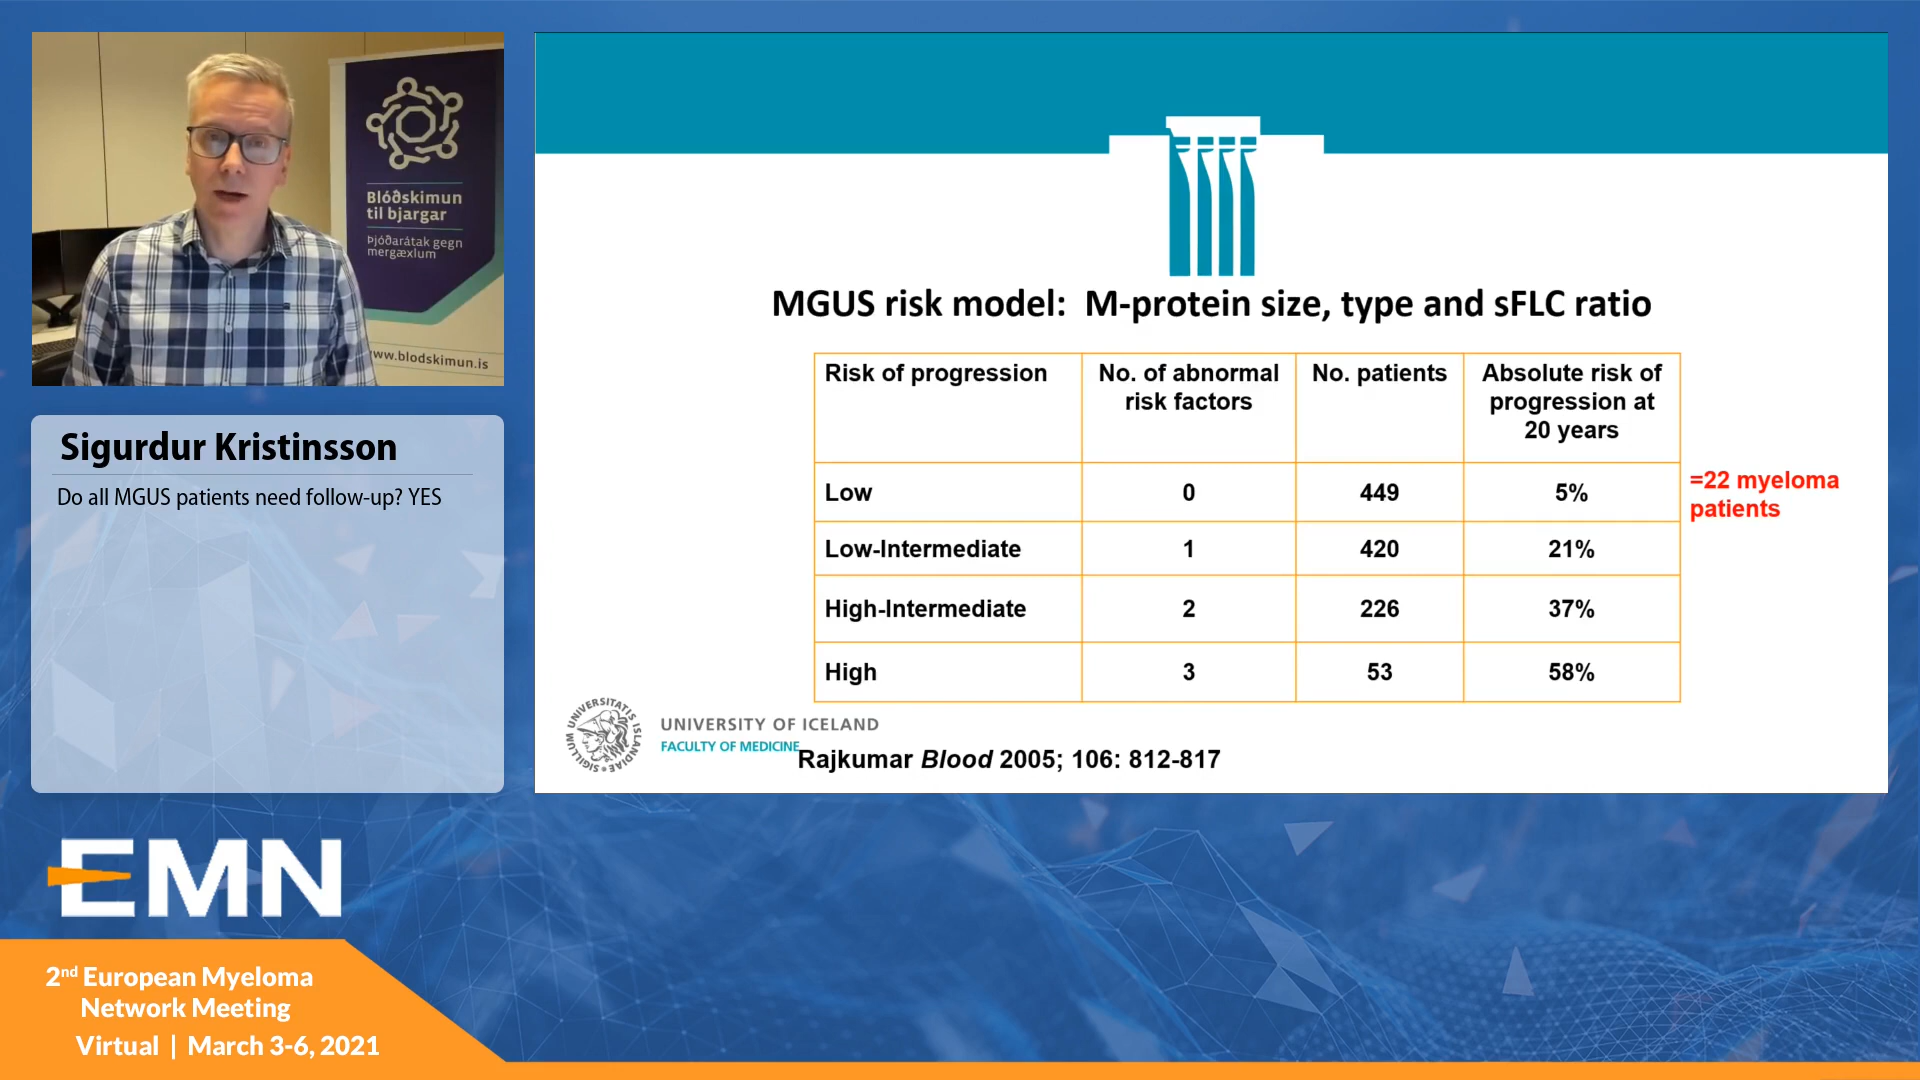 Blóðskimun
til bjargar
Þjóðarátak gegn
mergæxlum
www.blodskimun.is
Sigurdur Kristinsson
Do all MGUS patients need follow-up? YES
MGUS risk model: M-protein size, type and sFLC ratio
Risk of progression
No. of abnormal
risk factors
No. patients
Absolute risk of
progression at
20 years
Low
0
449
5%
=22 myeloma
patients
Low-Intermediate
1
420
21%
High-Intermediate
2
226
37%
High
3
53
58%
SIGILLUM UNIVERSITATIS ISLANDIAE
UNIVERSITY OF ICELAND
FACULTY OF MEDICINE
Rajkumar Blood 2005; 106: 812-817
EMN
2nd European Myeloma
Network Meeting
Virtual | March 3-6, 2021